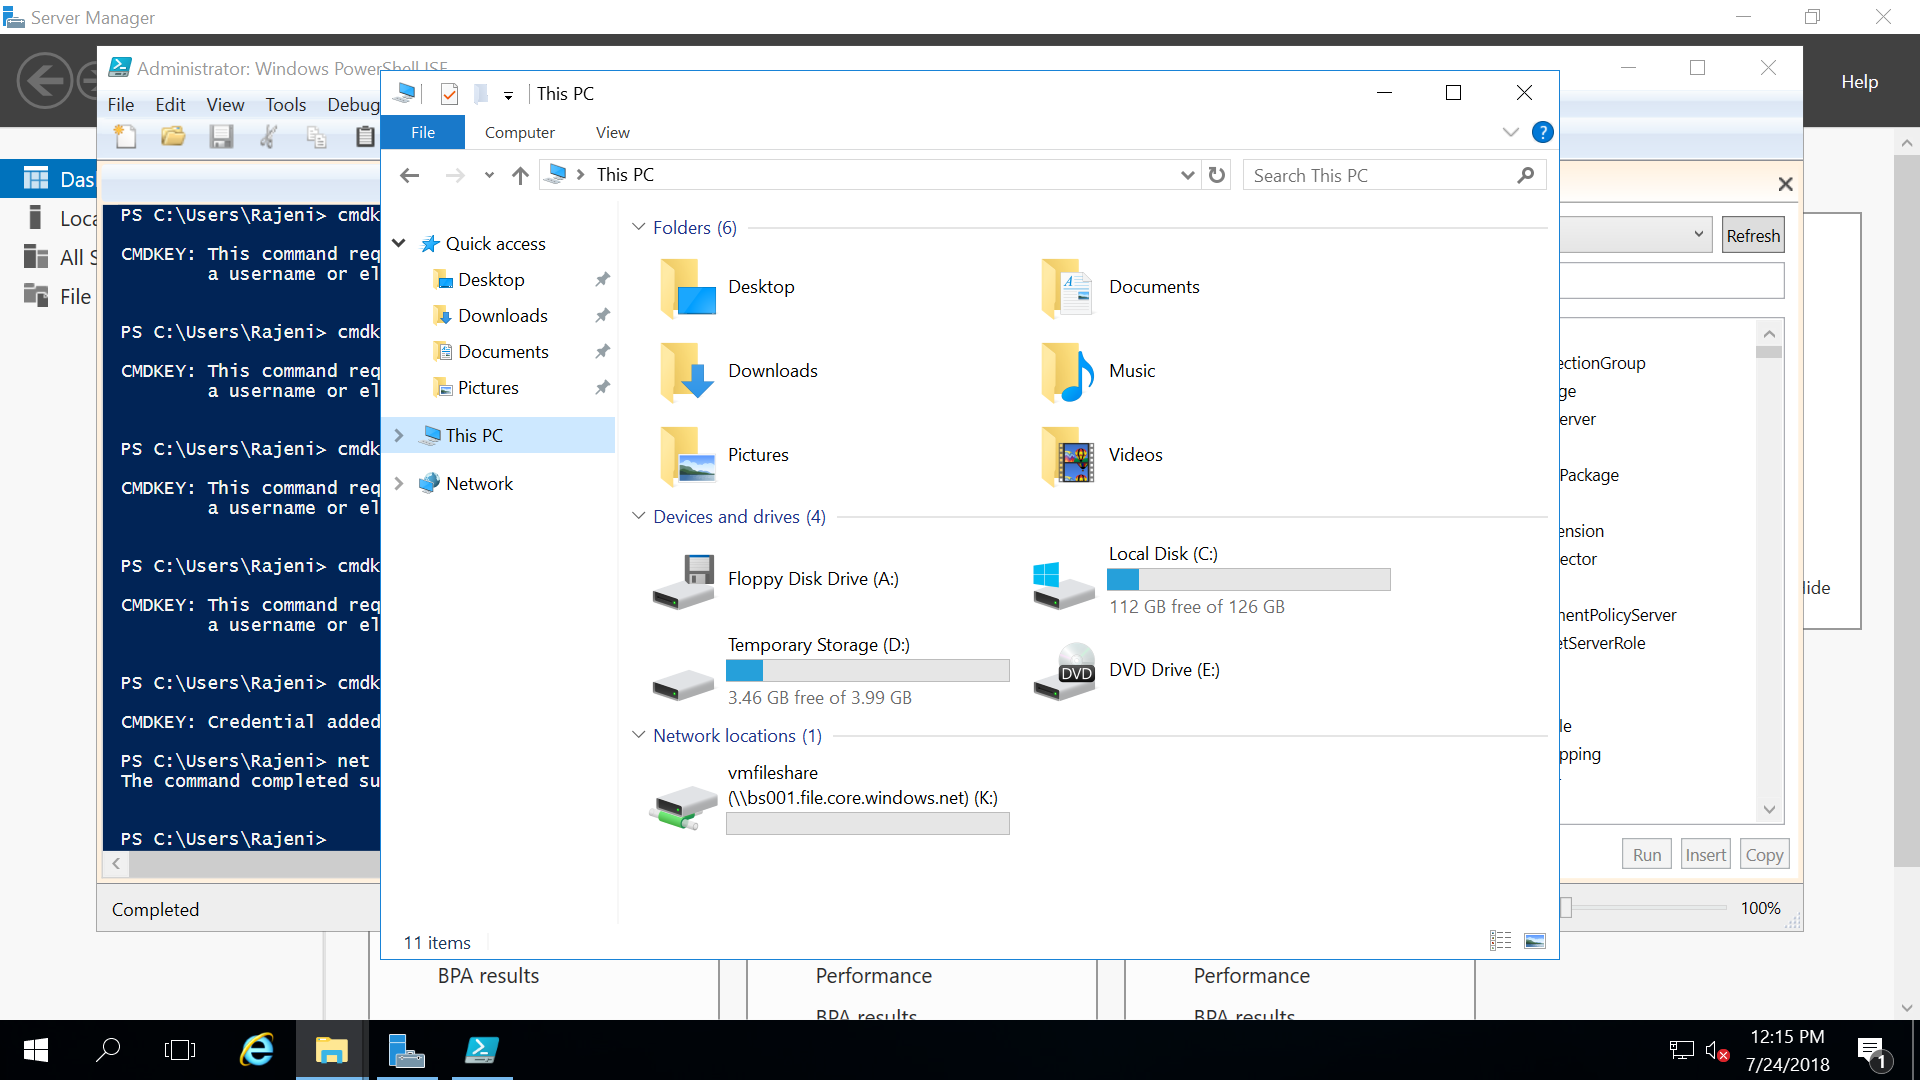 Server Manager
Help
Administrator: Windows PowerShell ISE
File Edit View Tools Debug
This PC
File Computer View
This PC
Search This PC
Refresh
Das
Loca
All S
File
PS C:\Users\Rajeni> cmdk
CMDKEY: This command req
a username or el
PS C:\Users\Rajeni> cmdk
CMDKEY: This command req
a username or el
PS C:\Users\Rajeni> cmdk
CMDKEY: This command req
a username or el
PS C:\Users\Rajeni> cmdk
CMDKEY: This command req
a username or el
PS C:\Users\Rajeni> cmdk
CMDKEY: Credential added
PS C:\Users\Rajeni> net
The command completed su
PS C:\Users\Rajeni>
Completed
Quick access
Desktop
Downloads
Documents
Pictures
This PC
Network
Folders (6)
Desktop
Documents
Downloads
Music
Pictures
Videos
Devices and drives (4)
Floppy Disk Drive (A:)
Local Disk (C:)
112 GB free of 126 GB
Temporary Storage (D:)
3.46 GB free of 3.99 GB
DVD
DVD Drive (E:)
Network locations (1)
vmfileshare
(\\bs001.file.core.windows.net) (K:)
11 items
ectionGroup
ge
erver
Package
ension
ector
mentPolicyServer
etServerRole
le
pping
Run Insert Copy
100%
lide
BPA results
Performance
Performance
BPA results
BPA results
12:15 PM
7/24/2018
1